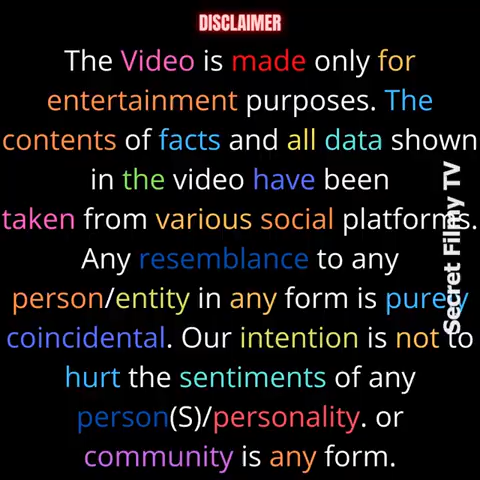 DISCLAIMER
The Video is made only for
entertainment purposes. The
contents of facts and all data shown
in the video have been
taken from various social platforms.
Any resemblance to any
person/entity in any form is purely
coincidental. Our intention is not to
hurt the sentiments of any
person(S)/personality. or
community is any form.
Secret Filmy TV